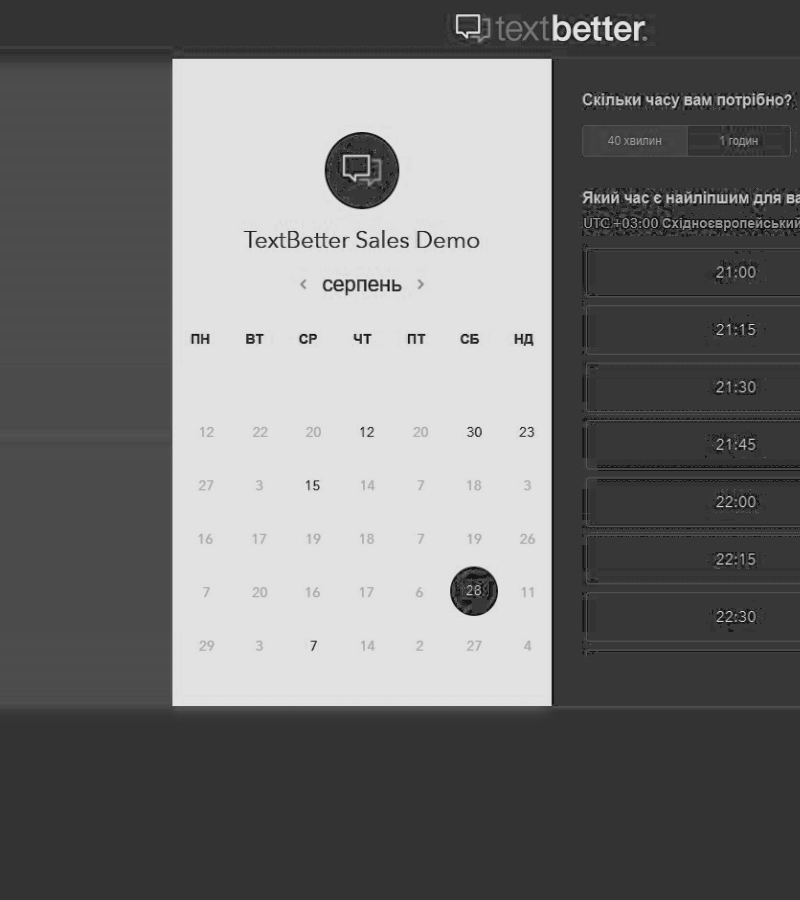 textbetter.
TextBetter Sales Demo
‹ серпень ›
ПН ВТ СР ЧТ ПТ СБ НД
12 22 20 12 20 30 23
27 3 15 14 7 18 3
16 17 19 18 7 19 26
7 20 16 17 6 28 11
29 3 7 14 2 27 4
Скільки часу вам потрібно?
40 хвилин 1 годин
Який час є найліпшим для ва
UTC +03:00 Східноєвропейський
21:00
21:15
21:30
21:45
22:00
22:15
22:30